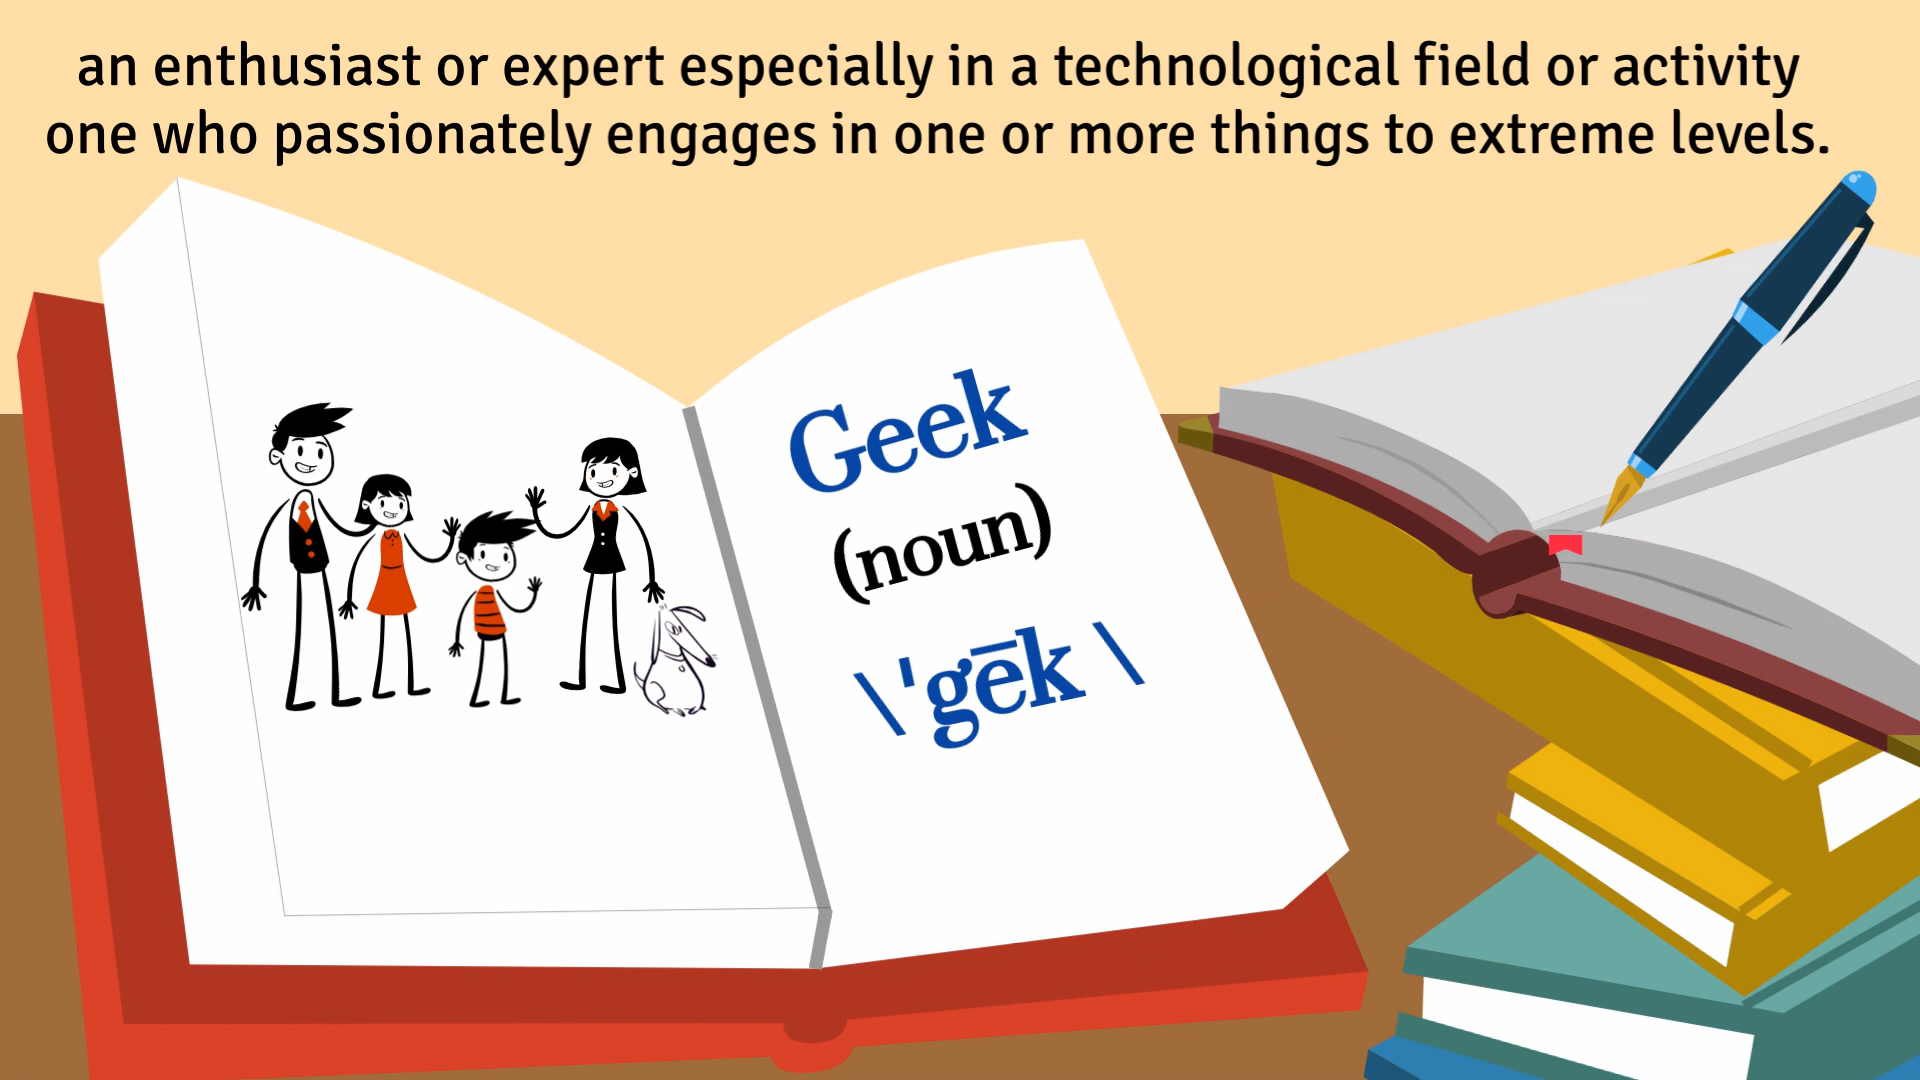 an enthusiast or expert especially in a technological field or activity
one who passionately engages in one or more things to extreme levels.
Geek
(noun)
\ 'gēk \